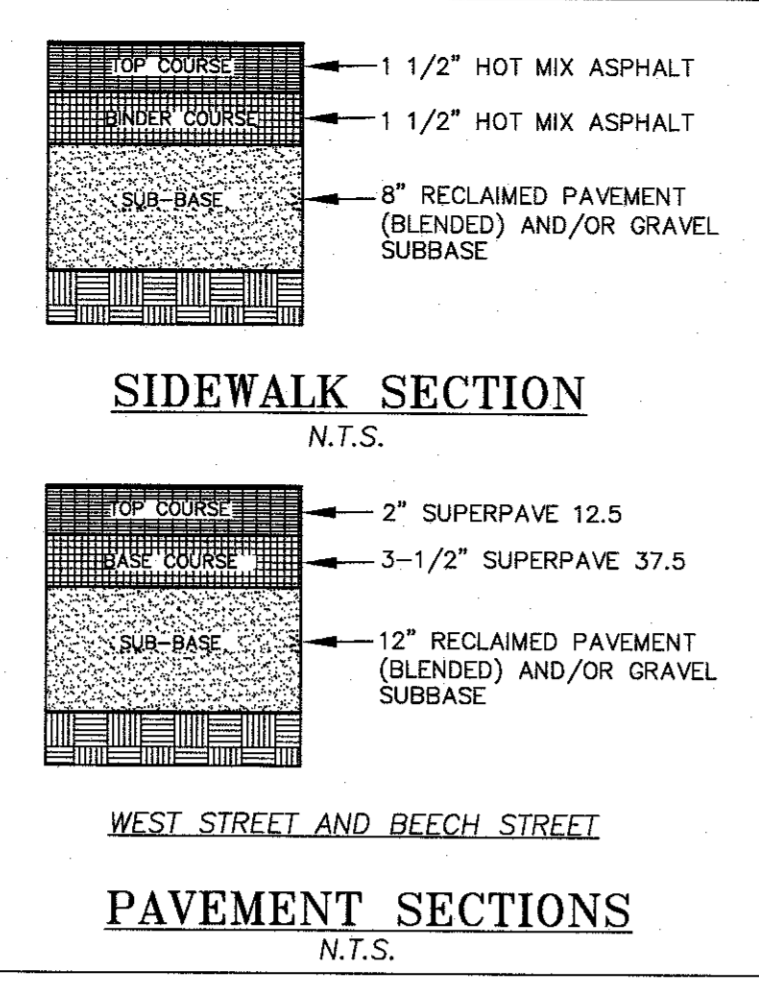 TOP COURSE
1 1/2" HOT MIX ASPHALT
BINDER COURSE
1 1/2" HOT MIX ASPHALT
SUB-BASE
8" RECLAIMED PAVEMENT
(BLENDED) AND/OR GRAVEL
SUBBASE
SIDEWALK SECTION
N.T.S.
TOP COURSE
2" SUPERPAVE 12.5
BASE COURSE
3-1/2" SUPERPAVE 37.5
SUB-BASE
12" RECLAIMED PAVEMENT
(BLENDED) AND/OR GRAVEL
SUBBASE
WEST STREET AND BEECH STREET
PAVEMENT SECTIONS
N.T.S.